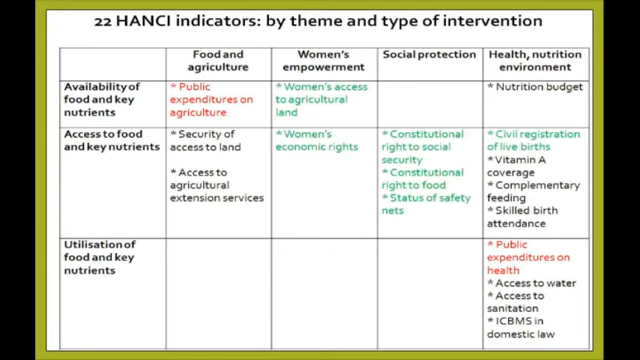 22 HANCI indicators: by theme and type of intervention
Food and agriculture
Women's empowerment
Social protection
Health, nutrition environment
Availability of food and key nutrients
* Public expenditures on agriculture
* Women's access to agricultural land
* Nutrition budget
Access to food and key nutrients
* Security of access to land
* Access to agricultural extension services
* Women's economic rights
* Constitutional right to social security
* Constitutional right to food
* Status of safety nets
* Civil registration of live births
* Vitamin A coverage
* Complementary feeding
* Skilled birth attendance
Utilisation of food and key nutrients
* Public expenditures on health
* Access to water
* Access to sanitation
* ICBMS in domestic law